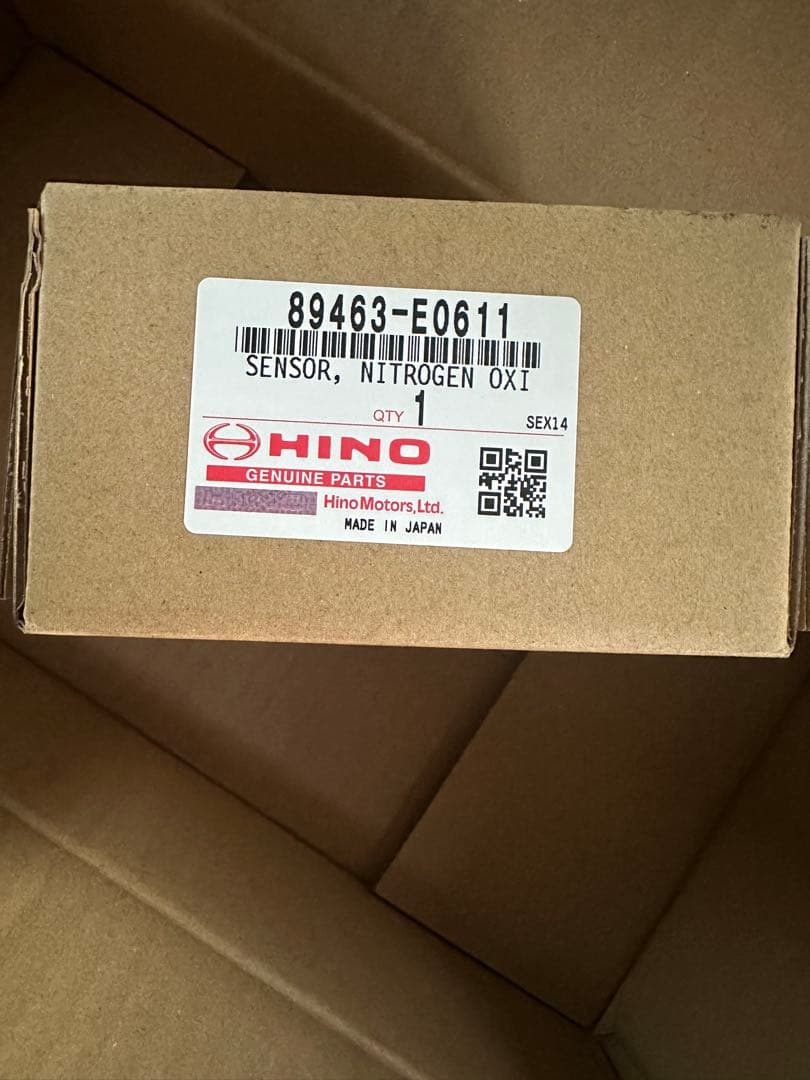 89463-E0611
SENSOR, NITROGEN OXI
QTY 1
SEX14
HINO
GENUINE PARTS
Hino Motors, Ltd.
MADE IN JAPAN